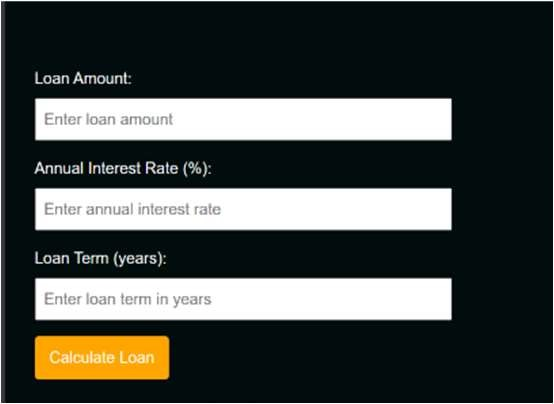 Loan Amount:
Enter loan amount
Annual Interest Rate (%):
Enter annual interest rate
Loan Term (years):
Enter loan term in years
Calculate Loan